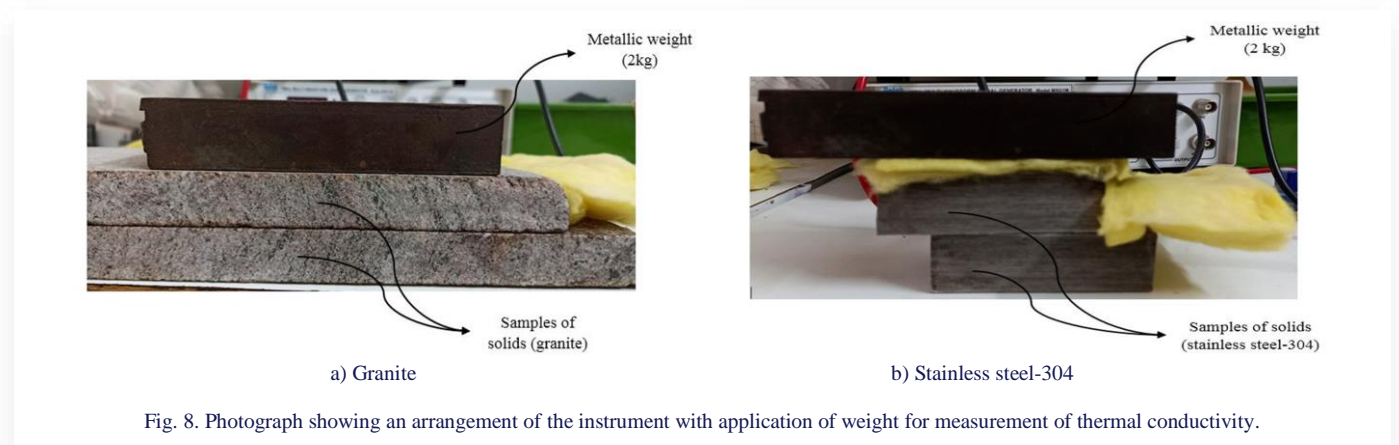 Metallic weight
(2kg)
Samples of
solids (granite)
a) Granite
Metallic weight
(2 kg)
OUTPUT
Samples of solids
(stainless steel-304)
b) Stainless steel-304
Fig. 8. Photograph showing an arrangement of the instrument with application of weight for measurement of thermal conductivity.